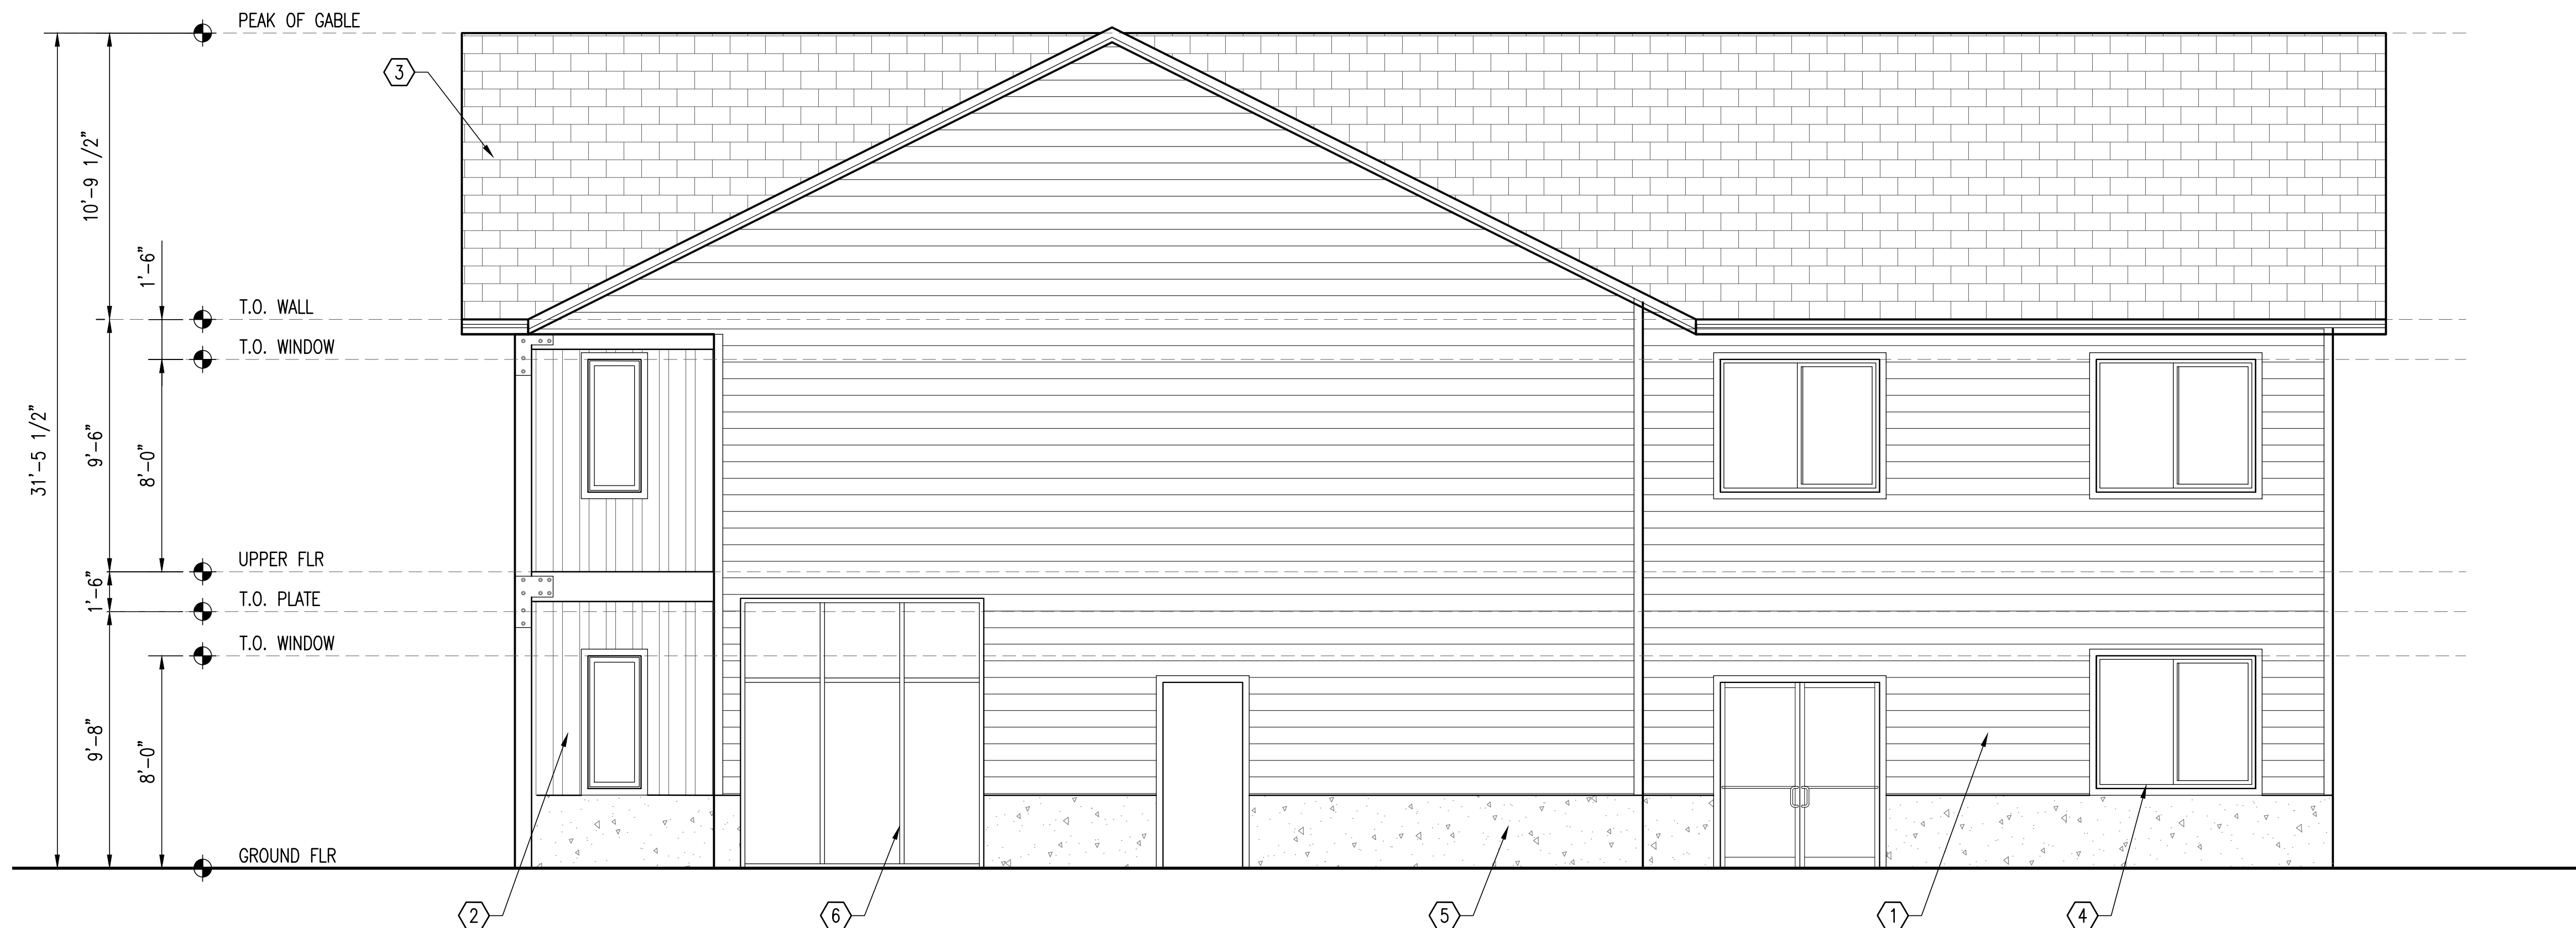 PEAK OF GABLE
3
10'-9 1/2"
1'-6"
T.O. WALL
T.O. WINDOW
31'-5 1/2"
9'-6"
8'-0"
UPPER FLR
1'-6"
T.O. PLATE
T.O. WINDOW
9'-8"
8'-0"
GROUND FLR
2
6
5
1
4